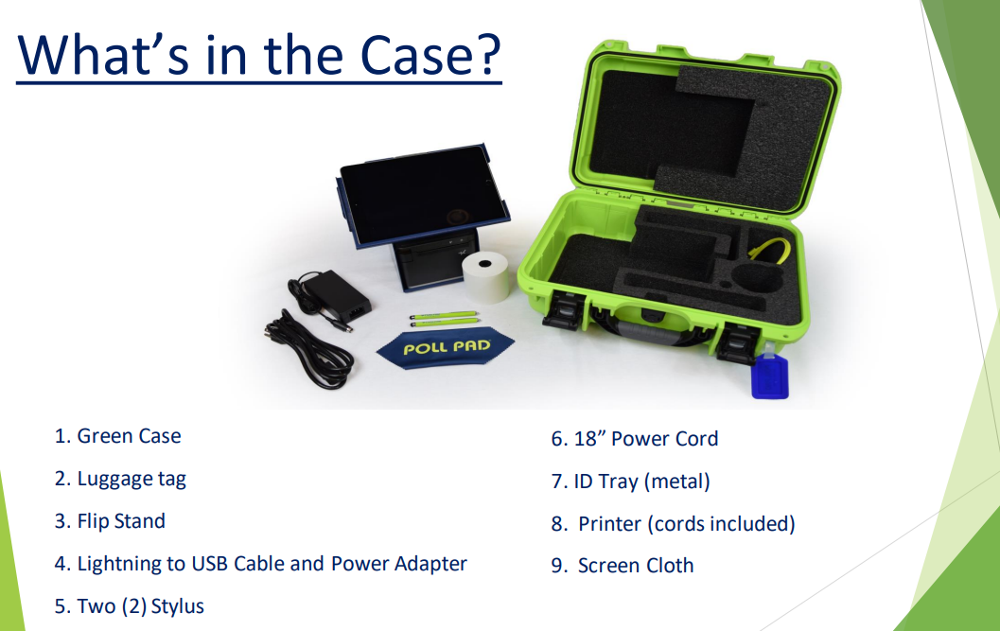 What’s in the Case?
POLL PAD
1. Green Case
2. Luggage tag
3. Flip Stand
4. Lightning to USB Cable and Power Adapter
5. Two (2) Stylus
6. 18” Power Cord
7. ID Tray (metal)
8. Printer (cords included)
9. Screen Cloth